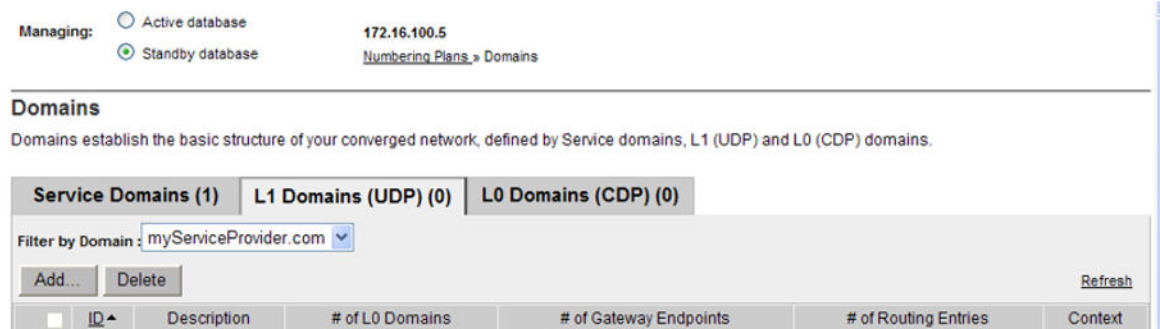 Managing:
Active database
Standby database
172.16.100.5
Numbering Plans » Domains
Domains
Domains establish the basic structure of your converged network, defined by Service domains, L1 (UDP) and L0 (CDP) domains.
Service Domains (1) L1 Domains (UDP) (0) L0 Domains (CDP) (0)
Filter by Domain : myServiceProvider.com
Add... Delete Refresh
ID Description # of L0 Domains # of Gateway Endpoints # of Routing Entries Context